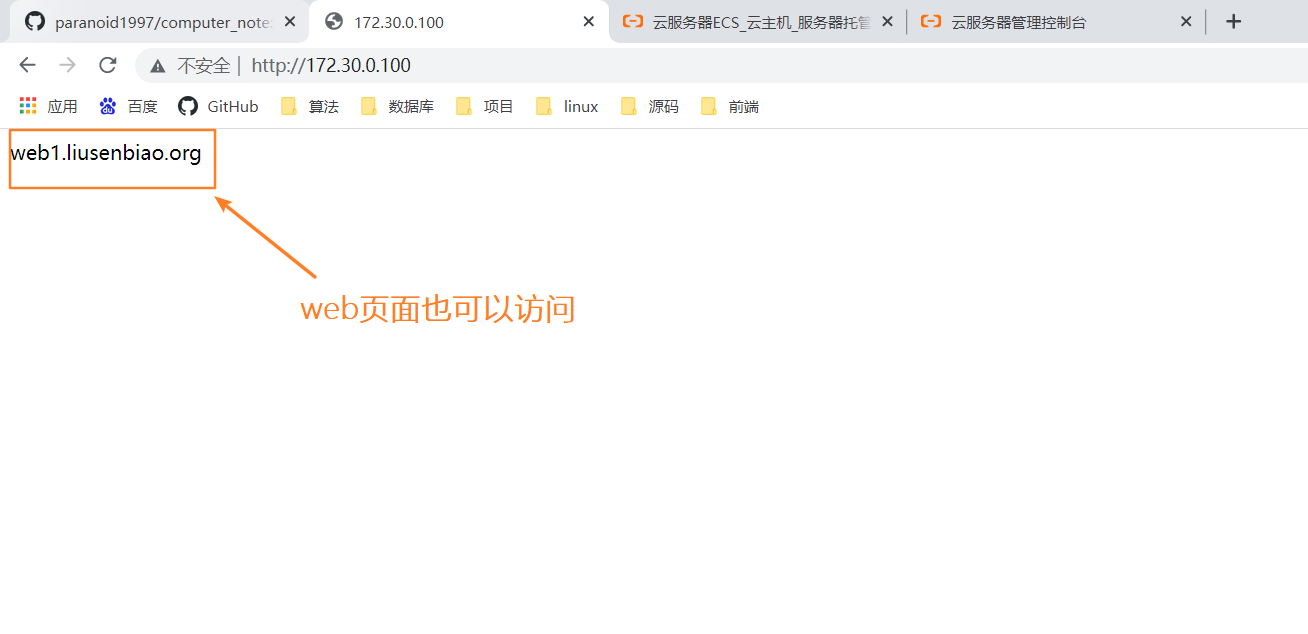 paranoid1997/computer_note
172.30.0.100
云服务器ECS_云主机_服务器托管
云服务器管理控制台
不安全 | http://172.30.0.100
应用 百度 GitHub 算法 数据库 项目 linux 源码 前端
web1.liusenbiao.org
web页面也可以访问